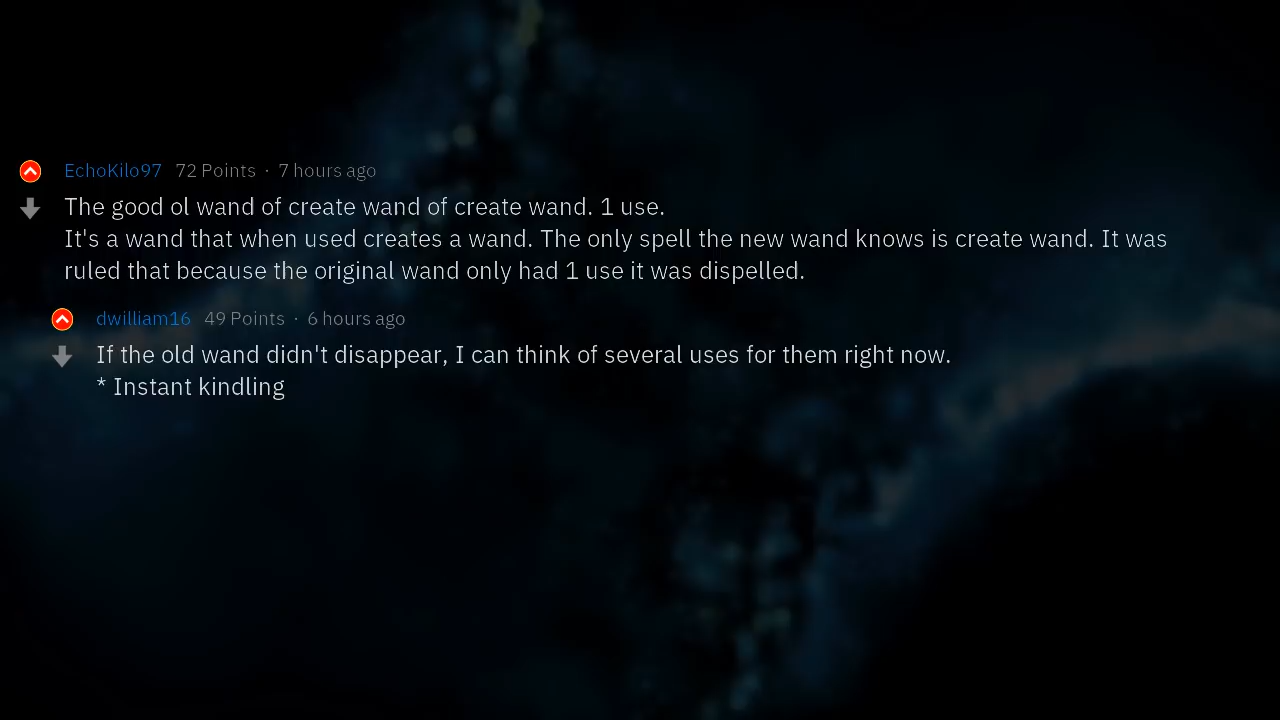 EchoKilo97 72 Points · 7 hours ago
The good ol wand of create wand of create wand. 1 use.
It's a wand that when used creates a wand. The only spell the new wand knows is create wand. It was
ruled that because the original wand only had 1 use it was dispelled.
dwilliam16 49 Points · 6 hours ago
If the old wand didn't disappear, I can think of several uses for them right now.
* Instant kindling